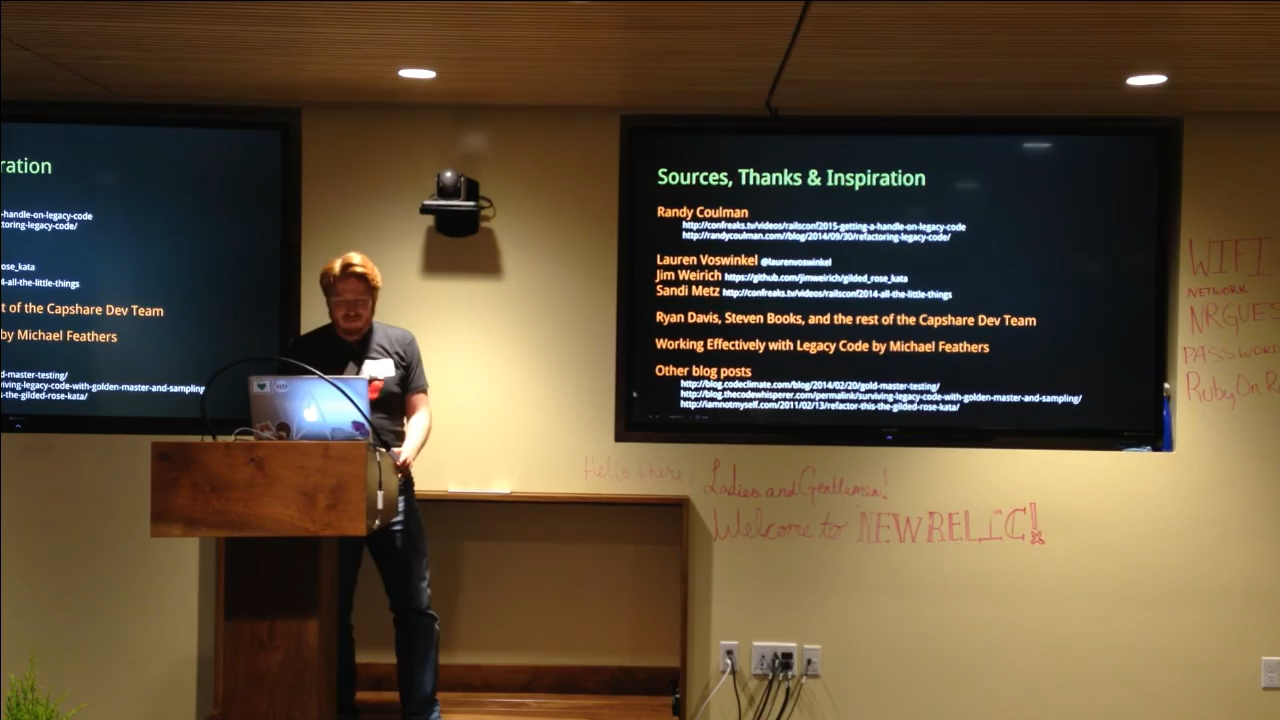 ration
-handle-on-legacy-code
toring-legacy-code/
ose_kata
4-all-the-little-things
t of the Capshare Dev Team
by Michael Feathers
d-master-testing/
iving-legacy-code-with-golden-master-and-sampling
s-the-gilded-rose-kata/
HD
Sources, Thanks & Inspiration
Randy Coulman
http://confreaks.tv/videos/railsconf2015-getting-a-handle-on-legacy-code
http://randycoulman.com//blog/2014/09/30/refactoring-legacy-code/
Lauren Voswinkel @laurenvoswinkel
Jim Weirich https://github.com/jimweirich/gilded_rose_kata
Sandi Metz http://confreaks.tv/videos/railsconf2014-all-the-little-things
Ryan Davis, Steven Books, and the rest of the Capshare Dev Team
Working Effectively with Legacy Code by Michael Feathers
Other blog posts
http://blog.codeclimate.com/blog/2014/02/20/gold-master-testing/
http://blog.thecodewhisperer.com/permalink/surviving-legacy-code-with-golden-master-and-sampling/
http://iamnotmyself.com/2011/02/13/refactor-this-the-gilded-rose-kata/
Hello there, Ladies and Gentlemen!
Welcome to NEW RELIC!
WIFI
NETWORK
NRGUES
PASSWORD
RubyOnR